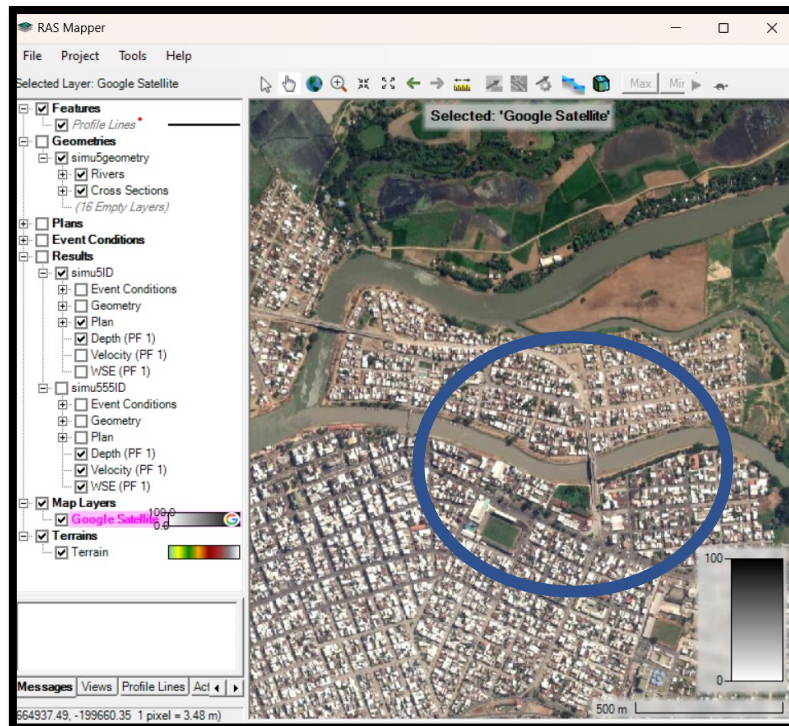 RAS Mapper
File Project Tools Help
Selected Layer: Google Satellite
Max Min
Selected: 'Google Satellite'
Features
Profile Lines
Geometries
simu5geometry
Rivers
Cross Sections
(16 Empty Layers)
Plans
Event Conditions
Results
simu5ID
Event Conditions
Geometry
Plan
Depth (PF 1)
Velocity (PF 1)
WSE (PF 1)
simu555ID
Event Conditions
Geometry
Plan
Depth (PF 1)
Velocity (PF 1)
WSE (PF 1)
Map Layers
Google Satellite 100.0
0.0
G
Terrains
Terrain
100
0
500 m
Messages Views Profile Lines Act
664937.49, -199660.35 1 pixel = 3.48 m)